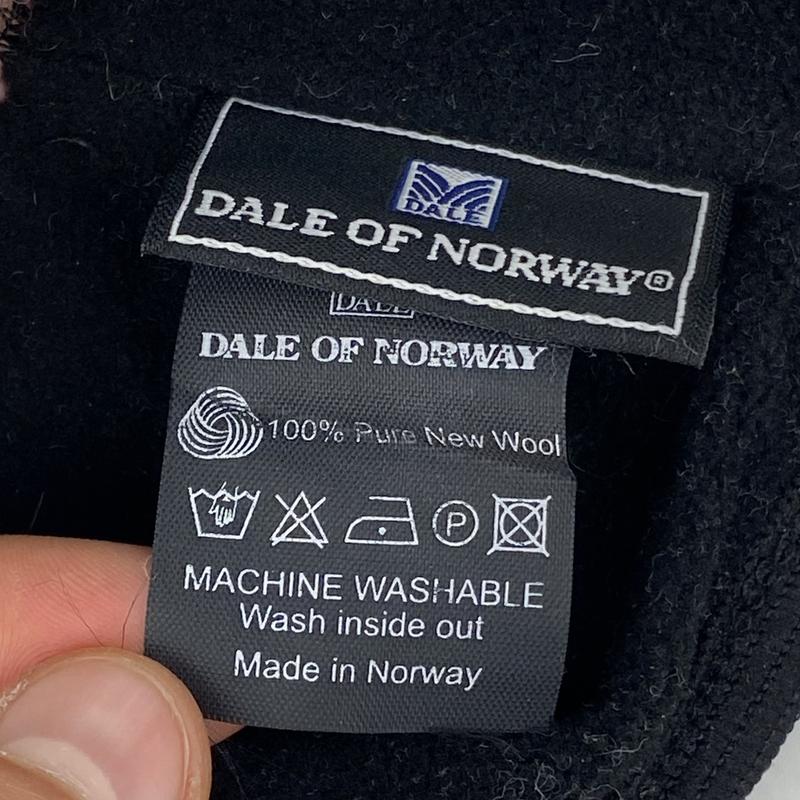 DALE
DALE OF NORWAY®
DALE
DALE OF NORWAY
100% Pure New Wool
P
MACHINE WASHABLE
Wash inside out
Made in Norway